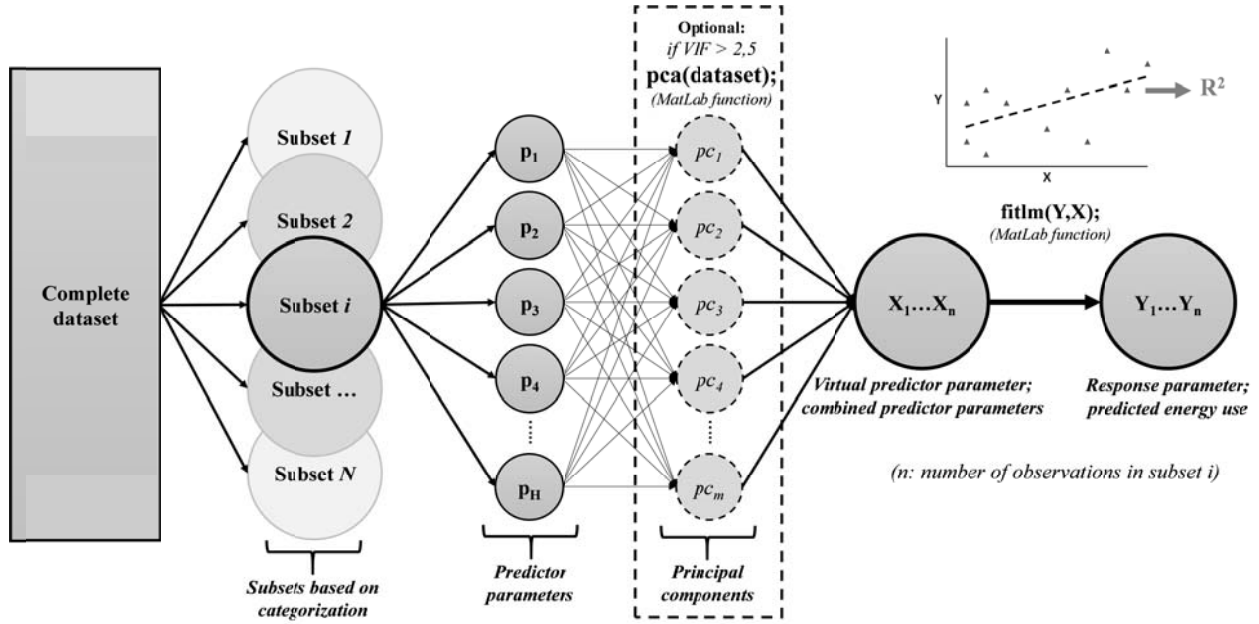 Complete
dataset
Subset 1
Subset 2
Subset i
Subset ...
Subset N
Subsets based on
categorization
p1
p2
p3
p4
pH
Predictor
parameters
Optional:
if VIF > 2,5
pca(dataset);
(MatLab function)
pc1
pc2
pc3
pc4
pcm
Principal
components
Y
X
R²
fitlm(Y,X);
(MatLab function)
X1...Xn
Virtual predictor parameter;
combined predictor parameters
Y1...Yn
Response parameter;
predicted energy use
(n: number of observations in subset i)